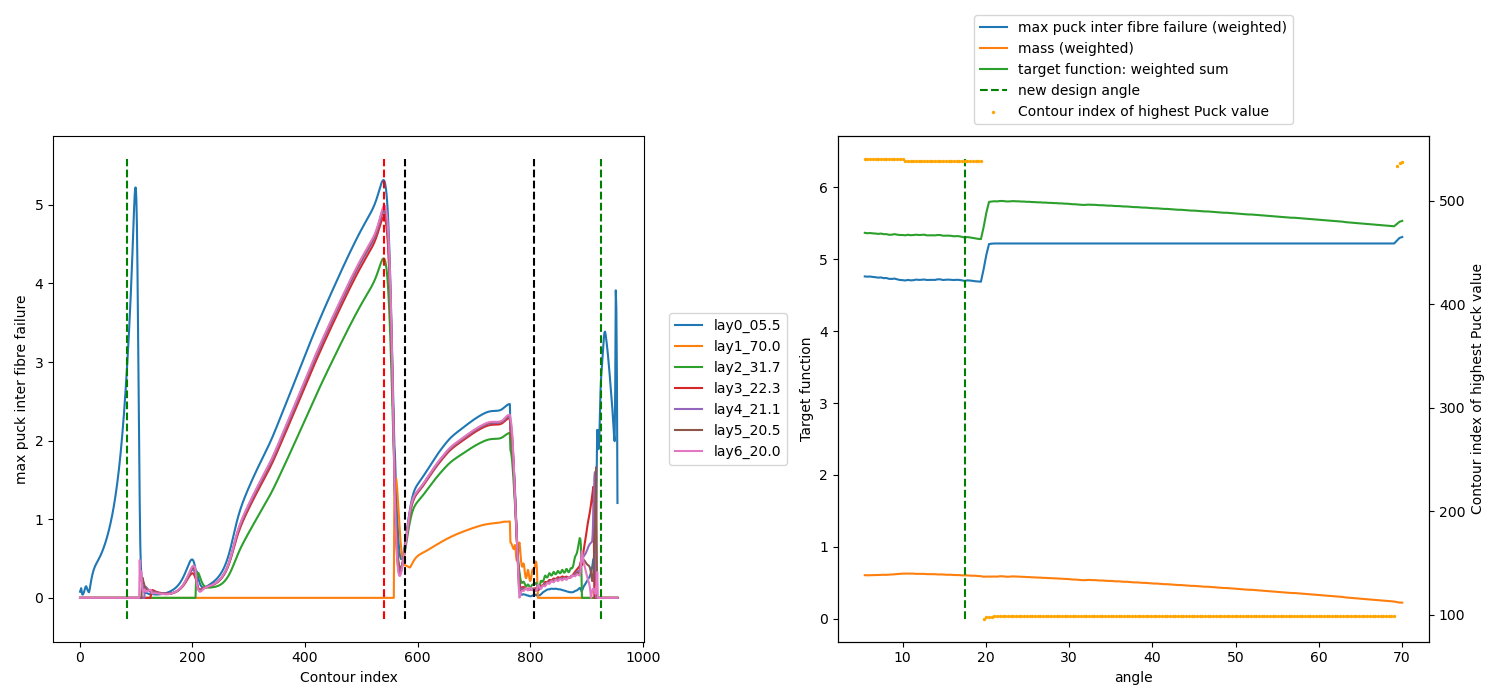 max puck inter fibre failure (weighted)
mass (weighted)
target function: weighted sum
new design angle
Contour index of highest Puck value
max puck inter fibre failure
5
4
3
2
1
0
0
200
400
600
800
1000
Contour index
lay0_05.5
lay1_70.0
lay2_31.7
lay3_22.3
lay4_21.1
lay5_20.5
lay6_20.0
Target function
6
5
4
3
2
1
0
10
20
30
40
50
60
70
angle
500
400
300
200
100
Contour index of highest Puck value